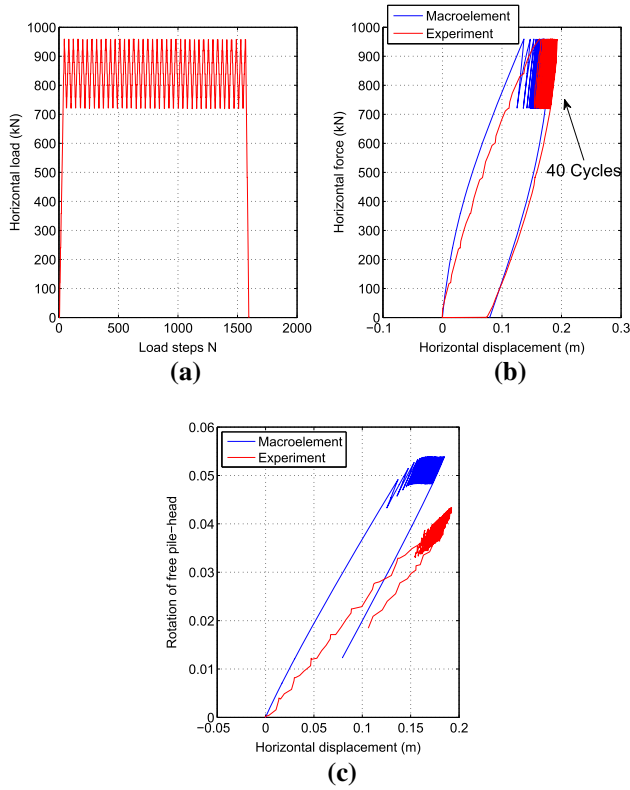 1000
900
800
700
600
500
400
300
200
100
0
Horizontal load (kN)
0 500 1000 1500 2000
Load steps N
(a)
Macroelement
Experiment
1000
900
800
700
600
500
400
300
200
100
0
Horizontal force (kN)
40 Cycles
−0.1 0 0.1 0.2 0.3
Horizontal displacement (m)
(b)
0.06
0.05
0.04
0.03
0.02
0.01
0
Rotation of free pile−head
Macroelement
Experiment
−0.05 0 0.05 0.1 0.15 0.2
Horizontal displacement (m)
(c)